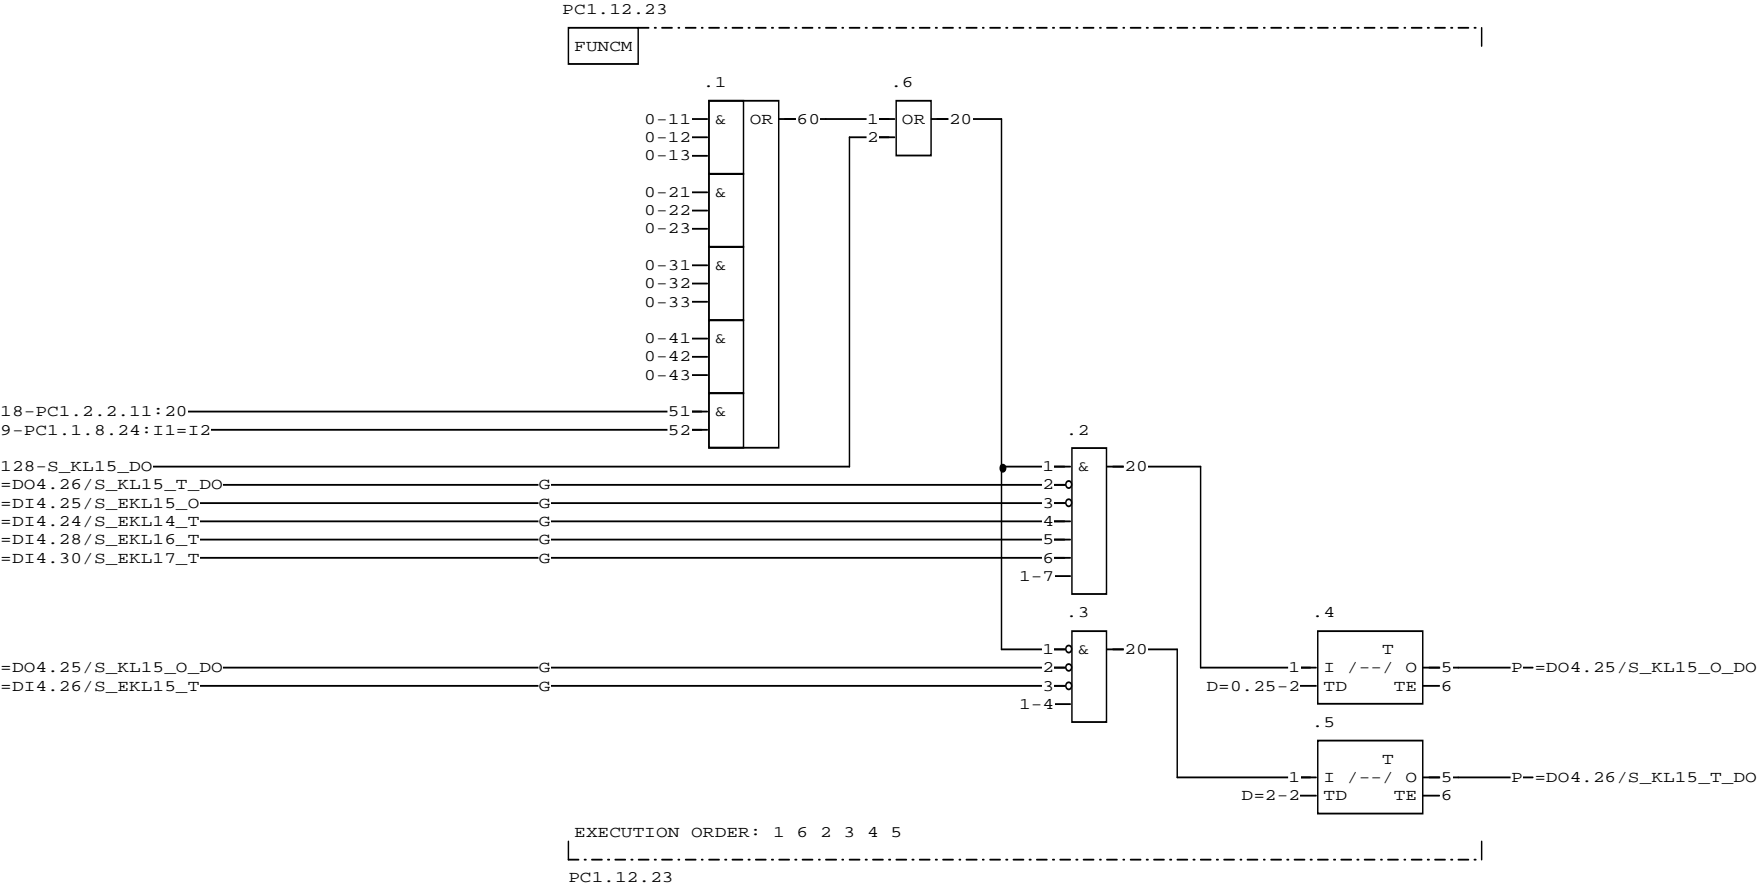 PC1.12.23
FUNCM
.1 .6
0-11 & OR 60 1 OR 20
0-12 2
0-13
0-21 &
0-22
0-23
0-31 &
0-32
0-33
0-41 &
0-42
0-43
18-PC1.2.2.11:20 51 &
9-PC1.1.8.24:I1=I2 52
.2
128-S_KL15_DO 1 & 20
=DO4.26/S_KL15_T_DO G 2
=DI4.25/S_EKL15_O G 3
=DI4.24/S_EKL14_T G 4
=DI4.28/S_EKL16_T G 5
=DI4.30/S_EKL17_T G 6
1-7
.3 .4
1 & 20 T
=DO4.25/S_KL15_O_DO G 2 1 I /--/ O 5 P-=DO4.25/S_KL15_O_DO
=DI4.26/S_EKL15_T G 3 D=0.25-2 TD TE 6
1-4
.5
T
1 I /--/ O 5 P-=DO4.26/S_KL15_T_DO
D=2-2 TD TE 6
EXECUTION ORDER: 1 6 2 3 4 5
PC1.12.23